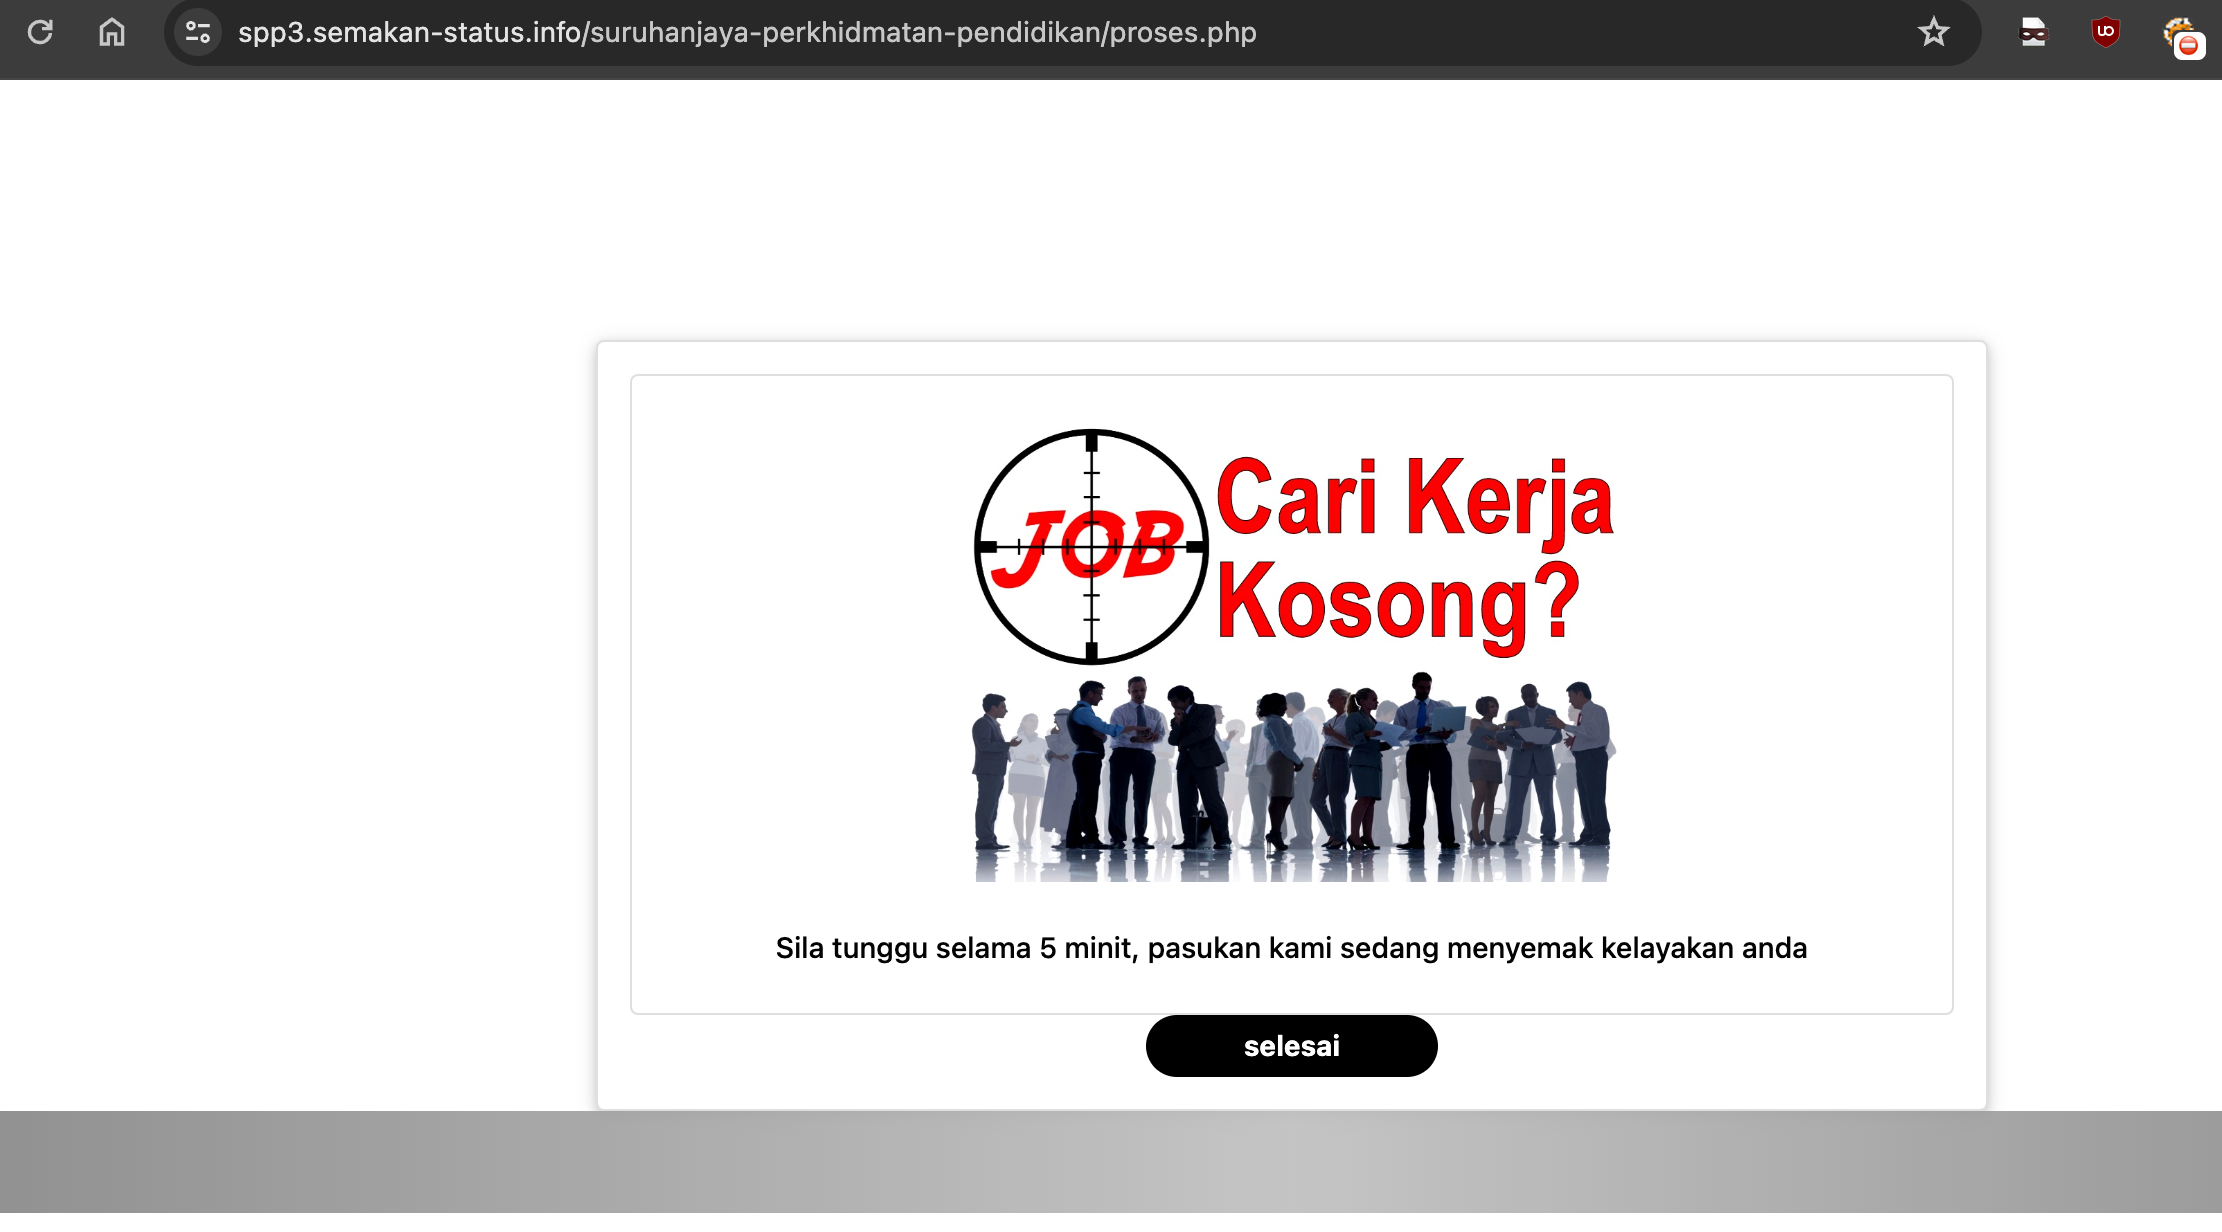 spp3.semakan-status.info/suruhanjaya-perkhidmatan-pendidikan/proses.php
JOB
Cari Kerja
Kosong?
Sila tunggu selama 5 minit, pasukan kami sedang menyemak kelayakan anda
selesai